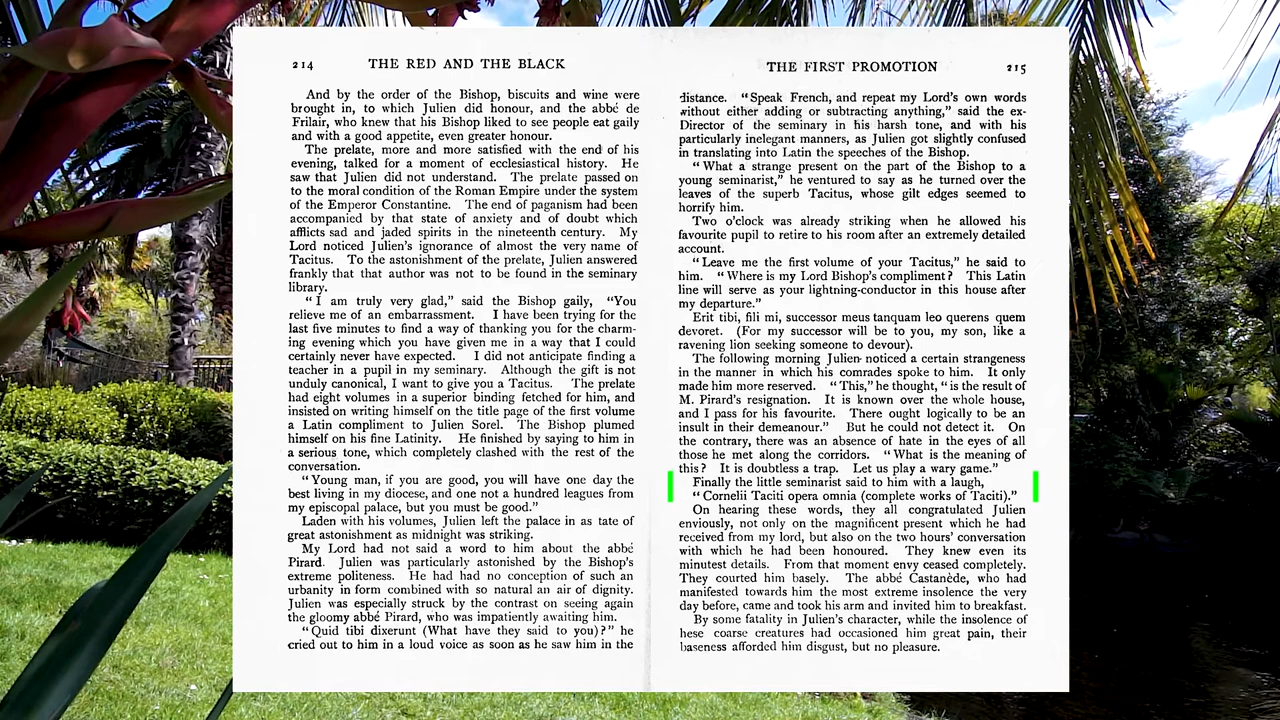 214 THE RED AND THE BLACK
And by the order of the Bishop, biscuits and wine were
brought in, to which Julien did honour, and the abbé de
Frilair, who knew that his Bishop liked to see people eat gaily
and with a good appetite, even greater honour.
The prelate, more and more satisfied with the end of his
evening, talked for a moment of ecclesiastical history. He
saw that Julien did not understand. The prelate passed on
to the moral condition of the Roman Empire under the system
of the Emperor Constantine. The end of paganism had been
accompanied by that state of anxiety and of doubt which
afflicts sad and jaded spirits in the nineteenth century. My
Lord noticed Julien's ignorance of almost the very name of
Tacitus. To the astonishment of the prelate, Julien answered
frankly that that author was not to be found in the seminary
library.
"I am truly very glad," said the Bishop gaily, "You
relieve me of an embarrassment. I have been trying for the
last five minutes to find a way of thanking you for the charm-
ing evening which you have given me in a way that I could
certainly never have expected. I did not anticipate finding a
teacher in a pupil in my seminary. Although the gift is not
unduly canonical, I want to give you a Tacitus. The prelate
had eight volumes in a superior binding fetched for him, and
insisted on writing himself on the title page of the first volume
a Latin compliment to Julien Sorel. The Bishop plumed
himself on his fine Latinity. He finished by saying to him in
a serious tone, which completely clashed with the rest of the
conversation.
"Young man, if you are good, you will have one day the
best living in my diocese, and one not a hundred leagues from
my episcopal palace, but you must be good."
Laden with his volumes, Julien left the palace in as tate of
great astonishment as midnight was striking.
My Lord had not said a word to him about the abbé
Pirard. Julien was particularly astonished by the Bishop's
extreme politeness. He had had no conception of such an
urbanity in form combined with so natural an air of dignity.
Julien was especially struck by the contrast on seeing again
the gloomy abbé Pirard, who was impatiently awaiting him.
"Quid tibi dixerunt (What have they said to you)?" he
cried out to him in a loud voice as soon as he saw him in the
THE FIRST PROMOTION 215
distance. "Speak French, and repeat my Lord's own words
without either adding or subtracting anything," said the ex-
Director of the seminary in his harsh tone, and with his
particularly inelegant manners, as Julien got slightly confused
in translating into Latin the speeches of the Bishop.
"What a strange present on the part of the Bishop to a
young seminarist," he ventured to say as he turned over the
leaves of the superb Tacitus, whose gilt edges seemed to
horrify him.
Two o'clock was already striking when he allowed his
favourite pupil to retire to his room after an extremely detailed
account.
"Leave me the first volume of your Tacitus," he said to
him. "Where is my Lord Bishop's compliment? This Latin
line will serve as your lightning-conductor in this house after
my departure."
Erit tibi, fili mi, successor meus tanquam leo querens quem
devoret. (For my successor will be to you, my son, like a
ravening lion seeking someone to devour).
The following morning Julien noticed a certain strangeness
in the manner in which his comrades spoke to him. It only
made him more reserved. "This," he thought, "is the result of
M. Pirard's resignation. It is known over the whole house,
and I pass for his favourite. There ought logically to be an
insult in their demeanour." But he could not detect it. On
the contrary, there was an absence of hate in the eyes of all
those he met along the corridors. "What is the meaning of
this? It is doubtless a trap. Let us play a wary game."
Finally the little seminarist said to him with a laugh,
"Cornelii Taciti opera omnia (complete works of Taciti)."
On hearing these words, they all congratulated Julien
enviously, not only on the magnificent present which he had
received from my lord, but also on the two hours' conversation
with which he had been honoured. They knew even its
minutest details. From that moment envy ceased completely.
They courted him basely. The abbé Castanède, who had
manifested towards him the most extreme insolence the very
day before, came and took his arm and invited him to breakfast.
By some fatality in Julien's character, while the insolence of
hese coarse creatures had occasioned him great pain, their
baseness afforded him disgust, but no pleasure.